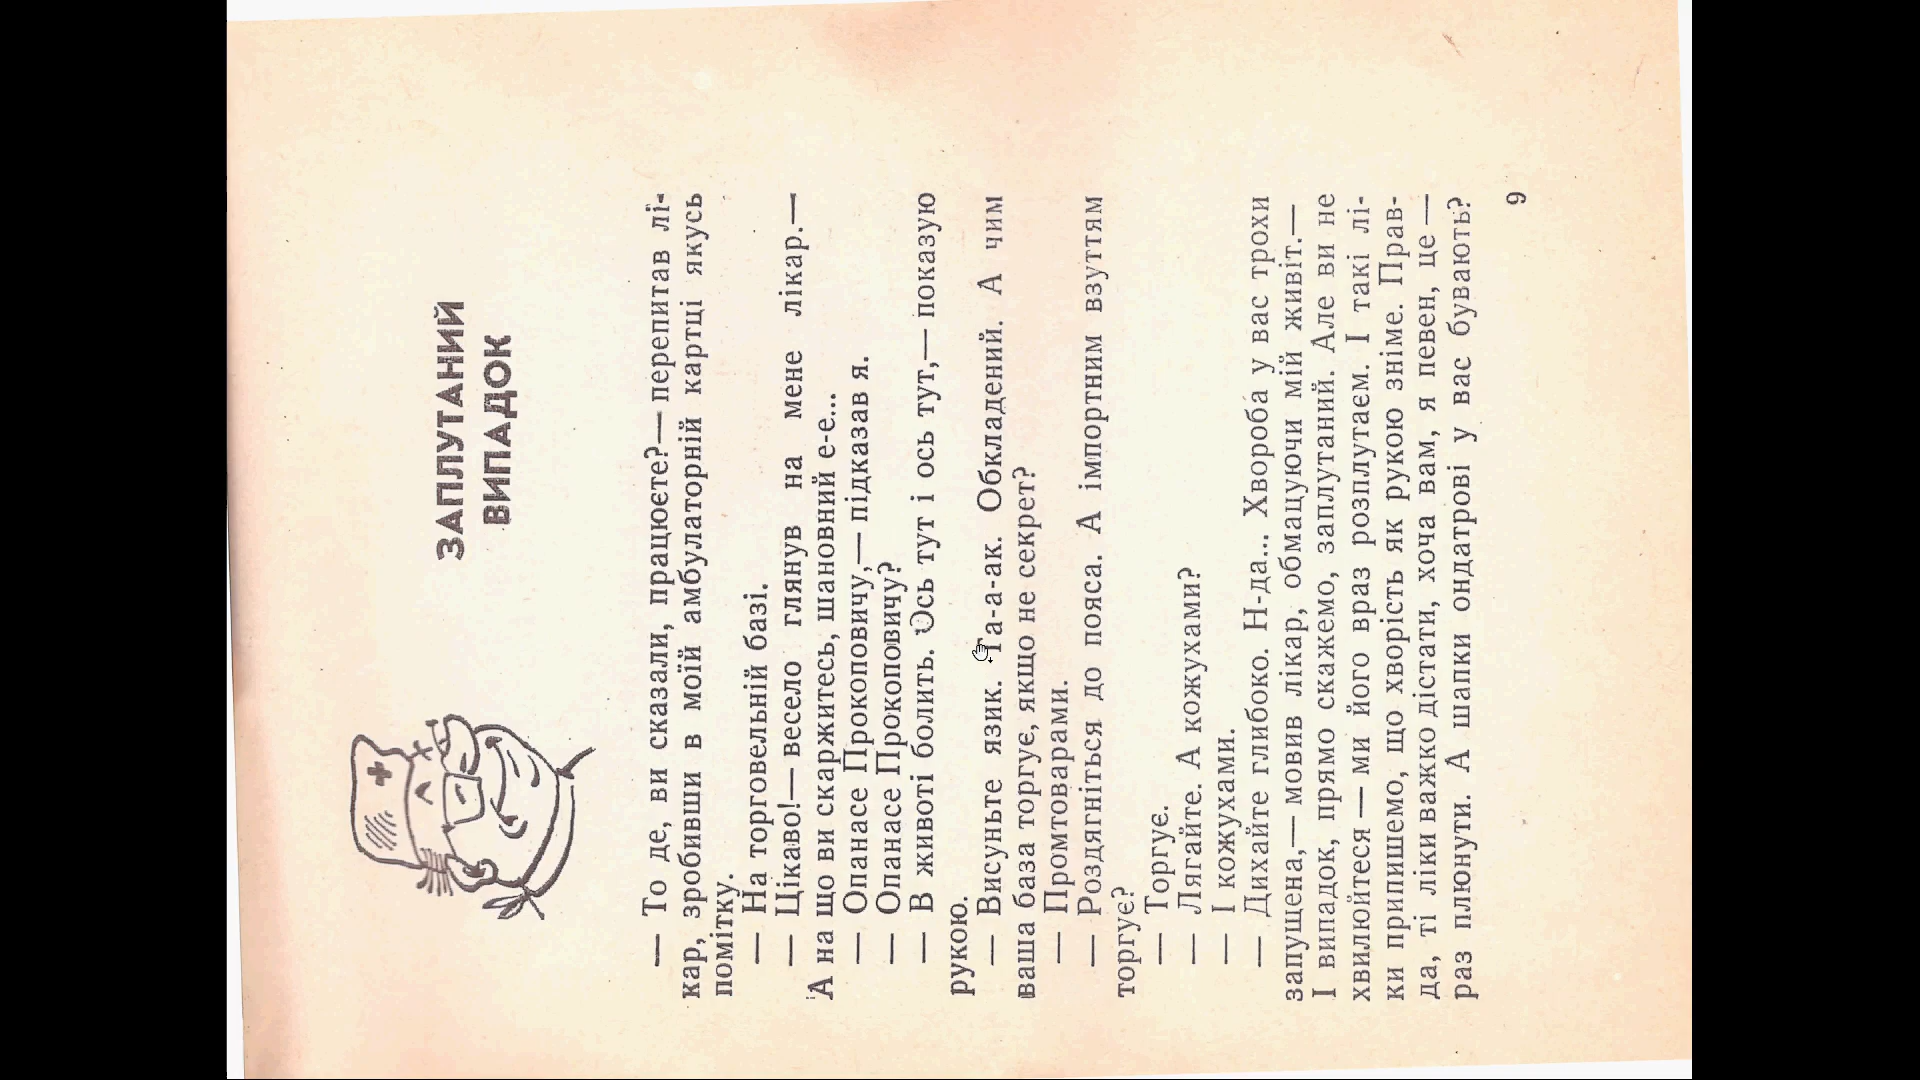 ЗАПЛУТАНИЙ
ВИПАДОК
— То де, ви сказали, працюєте?— перепитав лі-
кар, зробивши в моїй амбулаторній картці якусь
помітку.
— На торговельній базі.
— Цікаво!— весело глянув на мене лікар.—
А на що ви скаржитесь, шановний е-е...
— Опанасе Прокоповичу,— підказав я.
— Опанасе Прокоповичу?
— В животі болить. Ось тут і ось тут,— показую
рукою.
— Висуньте язик. Та-а-ак. Обкладений. А чим
ваша база торгує, якщо не секрет?
— Промтоварами.
— Роздягніться до пояса. А імпортним взуттям
торгує?
— Торгує.
— Лягайте. А кожухами?
— І кожухами.
— Дихайте глибоко. Н-да... Хвороба у вас трохи
запущена,— мовив лікар, обмацуючи мій живіт.—
І випадок, прямо скажемо, заплутаний. Але ви не
хвилюйтеся — ми його враз розплутаєм. І такі лі-
ки припишемо, що хворість як рукою зніме. Прав-
да, ті ліки важко дістати, хоча вам, я певен, це —
раз плюнути. А шапки ондатрові у вас бувають?
9